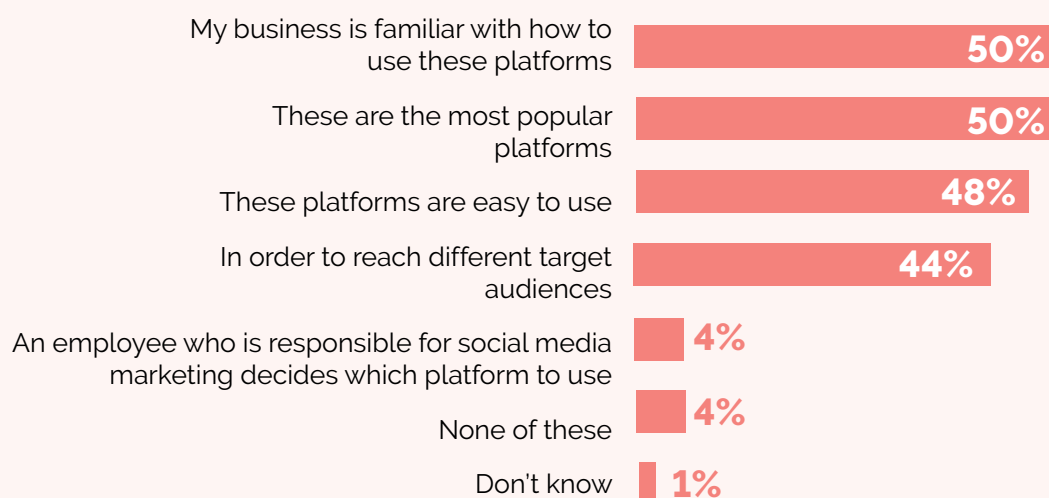 My business is familiar with how to
use these platforms
50%
These are the most popular
platforms
50%
These platforms are easy to use
48%
In order to reach different target
audiences
44%
An employee who is responsible for social media
marketing decides which platform to use
4%
None of these
4%
Don't know
1%